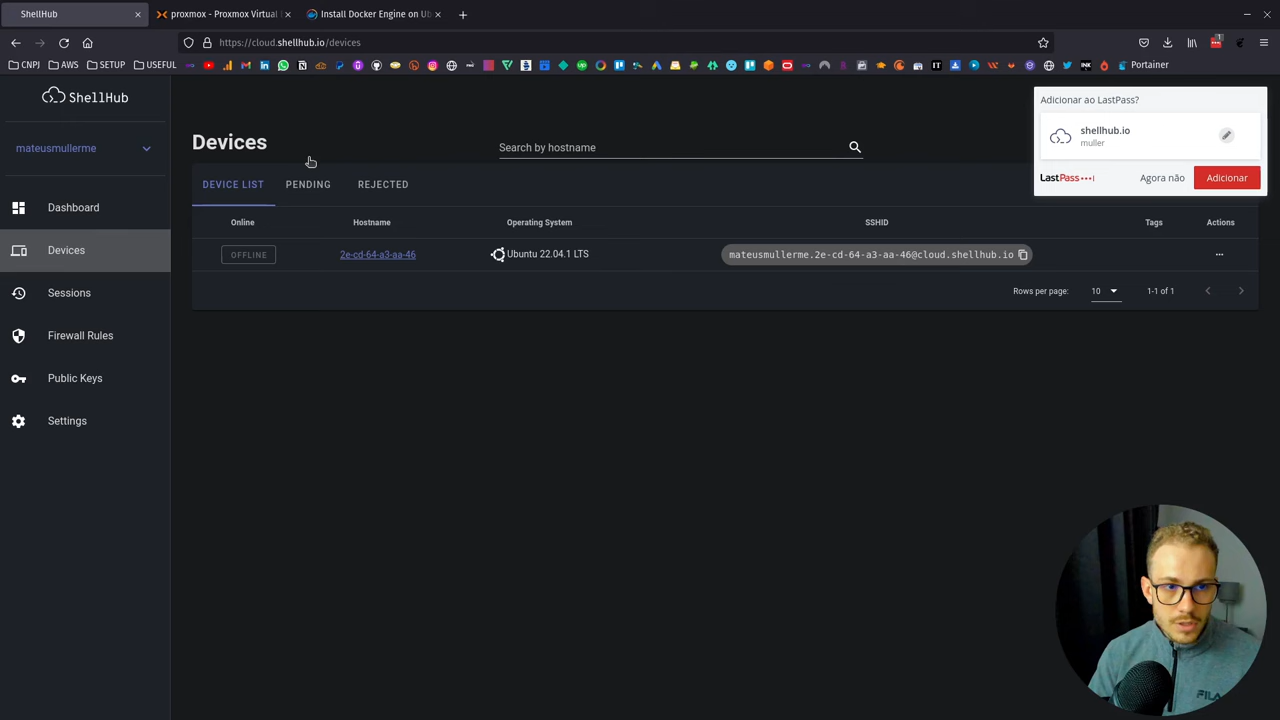 ShellHub
proxmox - Proxmox Virtual
Install Docker Engine on Ub
https://cloud.shellhub.io/devices
1
CNPJ
AWS
SETUP
USEFUL
IT
INK
Portainer
ShellHub
mateusmullerme
Dashboard
Devices
Sessions
Firewall Rules
Public Keys
Settings
Devices
Search by hostname
DEVICE LIST
PENDING
REJECTED
Online
Hostname
Operating System
SSHID
Tags
Actions
OFFLINE
2e-cd-64-a3-aa-46
Ubuntu 22.04.1 LTS
mateusmullerme.2e-cd-64-a3-aa-46@cloud.shellhub.io
Rows per page:
10
1-1 of 1
Adicionar ao LastPass?
shellhub.io
muller
LastPass
Agora não
Adicionar
FILA